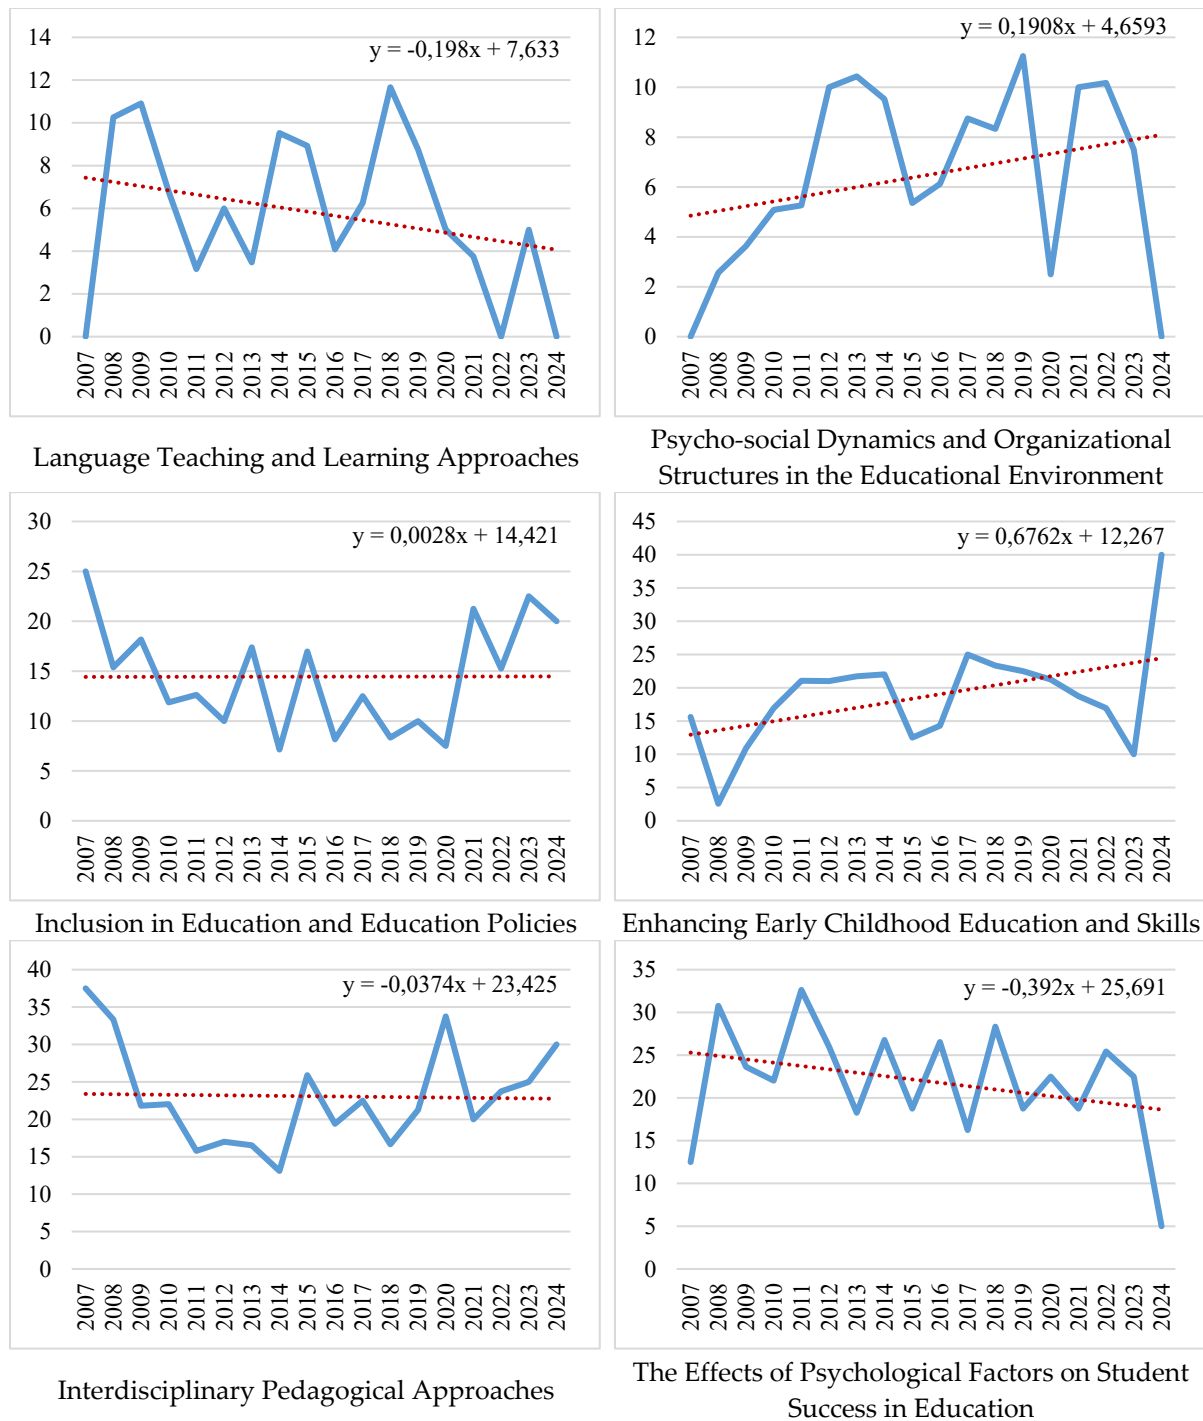 y = -0,198x + 7,633
14
12
10
8
6
4
2
0
2007 2008 2009 2010 2011 2012 2013 2014 2015 2016 2017 2018 2019 2020 2021 2022 2023 2024
Language Teaching and Learning Approaches
y = 0,1908x + 4,6593
12
10
8
6
4
2
0
2007 2008 2009 2010 2011 2012 2013 2014 2015 2016 2017 2018 2019 2020 2021 2022 2023 2024
Psycho-social Dynamics and Organizational
Structures in the Educational Environment
y = 0,0028x + 14,421
30
25
20
15
10
5
0
2007 2008 2009 2010 2011 2012 2013 2014 2015 2016 2017 2018 2019 2020 2021 2022 2023 2024
Inclusion in Education and Education Policies
y = 0,6762x + 12,267
45
40
35
30
25
20
15
10
5
0
2007 2008 2009 2010 2011 2012 2013 2014 2015 2016 2017 2018 2019 2020 2021 2022 2023 2024
Enhancing Early Childhood Education and Skills
y = -0,0374x + 23,425
40
35
30
25
20
15
10
5
0
2007 2008 2009 2010 2011 2012 2013 2014 2015 2016 2017 2018 2019 2020 2021 2022 2023 2024
Interdisciplinary Pedagogical Approaches
y = -0,392x + 25,691
35
30
25
20
15
10
5
0
2007 2008 2009 2010 2011 2012 2013 2014 2015 2016 2017 2018 2019 2020 2021 2022 2023 2024
The Effects of Psychological Factors on Student
Success in Education